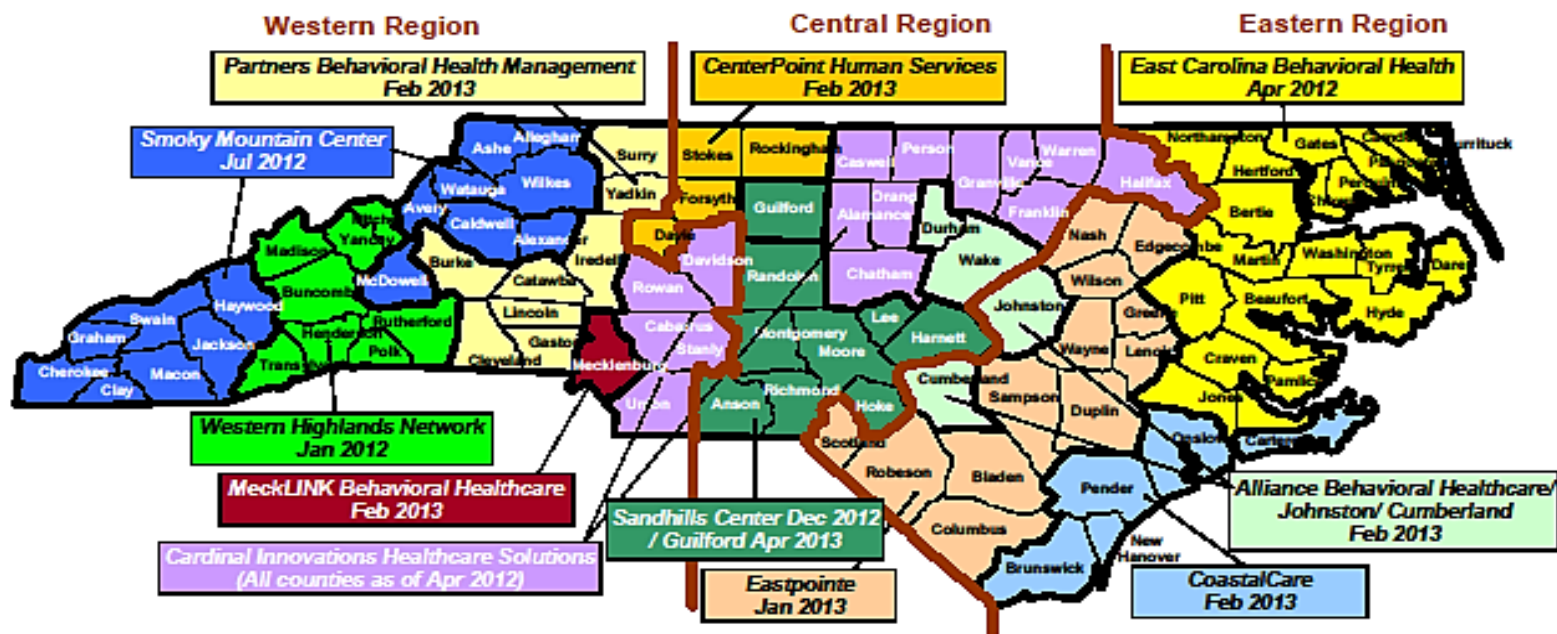 Western Region
Central Region
Eastern Region
Partners Behavioral Health Management
Feb 2013
CenterPoint Human Services
Feb 2013
East Carolina Behavioral Health
Apr 2012
Smoky Mountain Center
Jul 2012
Ashe
Surry
Stokes
Rockingham
Caswell
Person
Vance
Warren
Northampton
Gates
Hertford
Halifax
Watauga
Wilkes
Yadkin
Forsyth
Guilford
Alamance
Granville
Franklin
Durham
Avery
Caldwell
Alexander
Iredell
Davie
Davidson
Nash
Edgecombe
Bertie
Madison
Yancey
McDowell
Burke
Catawba
Rowan
Randolph
Chatham
Wake
Wilson
Martin
Washington
Tyrrel
Dare
Haywood
Buncomb
Rutherford
Lincoln
Cabarrus
Stanly
Montgomery
Lee
Harnett
Johnston
Greene
Pitt
Beaufort
Hyde
Swain
Graham
Jackson
Henderson
Polk
Gaston
Cleveland
Mecklenburg
Moore
Wayne
Lenoir
Craven
Pamlico
Cherokee
Macon
Clay
Union
Anson
Richmond
Hoke
Cumberland
Sampson
Duplin
Jones
Onslow
Scotland
Robeson
Bladen
Pender
Columbus
New
Hanover
Brunswick
Western Highlands Network
Jan 2012
MeckLINK Behavioral Healthcare
Feb 2013
Cardinal Innovations Healthcare Solutions
(All counties as of Apr 2012)
Sandhills Center Dec 2012
/ Guilford Apr 2013
Eastpointe
Jan 2013
Alliance Behavioral Healthcare/
Johnston/ Cumberland
Feb 2013
CoastalCare
Feb 2013